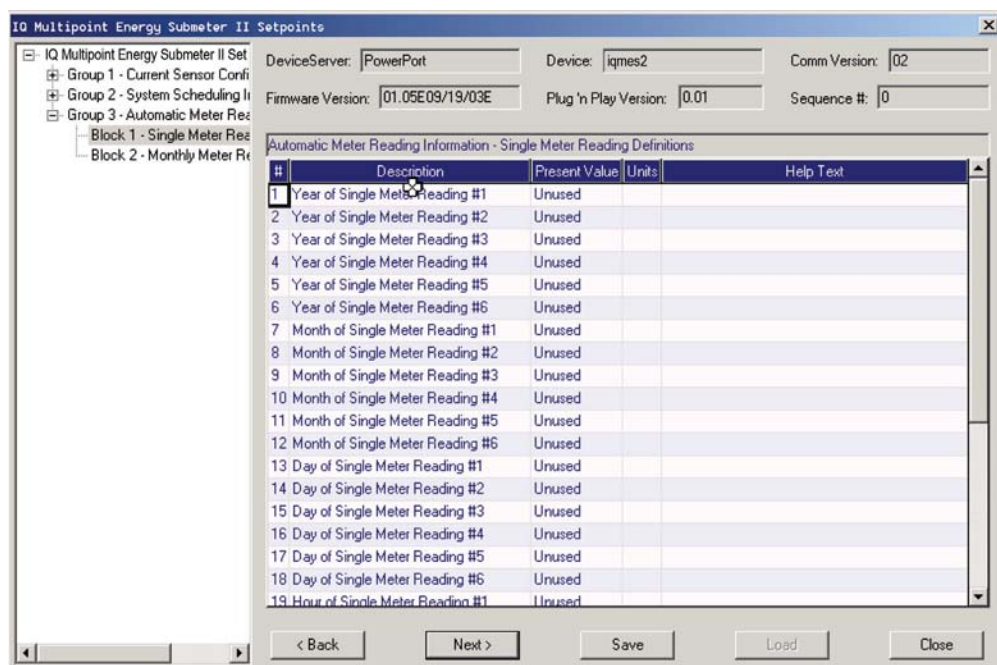 IQ Multipoint Energy Submeter II Setpoints
IQ Multipoint Energy Submeter II Set
Group 1 - Current Sensor Confi
Group 2 - System Scheduling I
Group 3 - Automatic Meter Rea
Block 1 - Single Meter Rea
Block 2 - Monthly Meter Re
DeviceServer: PowerPort Device: iqmes2 Comm Version: 02
Firmware Version: 01.05E09/19/03E Plug 'n Play Version: 0.01 Sequence #: 0
Automatic Meter Reading Information - Single Meter Reading Definitions
# Description Present Value Units Help Text
1 Year of Single Meter Reading #1 Unused
2 Year of Single Meter Reading #2 Unused
3 Year of Single Meter Reading #3 Unused
4 Year of Single Meter Reading #4 Unused
5 Year of Single Meter Reading #5 Unused
6 Year of Single Meter Reading #6 Unused
7 Month of Single Meter Reading #1 Unused
8 Month of Single Meter Reading #2 Unused
9 Month of Single Meter Reading #3 Unused
10 Month of Single Meter Reading #4 Unused
11 Month of Single Meter Reading #5 Unused
12 Month of Single Meter Reading #6 Unused
13 Day of Single Meter Reading #1 Unused
14 Day of Single Meter Reading #2 Unused
15 Day of Single Meter Reading #3 Unused
16 Day of Single Meter Reading #4 Unused
17 Day of Single Meter Reading #5 Unused
18 Day of Single Meter Reading #6 Unused
19 Hour of Single Meter Reading #1 Unused
< Back Next > Save Load Close